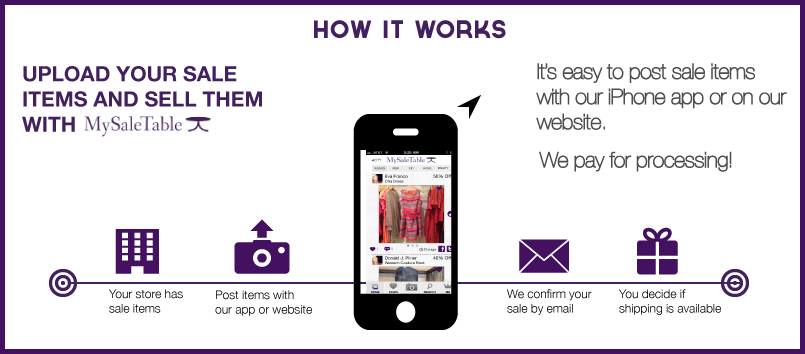 HOW IT WORKS
UPLOAD YOUR SALE
ITEMS AND SELL THEM
WITH MySaleTable
It's easy to post sale items
with our iPhone app or on our
website.
We pay for processing!
AT&T
MySaleTable
Eva Franco
50% Off
Donald J. Pliner
40% Off
Your store has
sale items
Post items with
our app or website
We confirm your
sale by email
You decide if
shipping is available